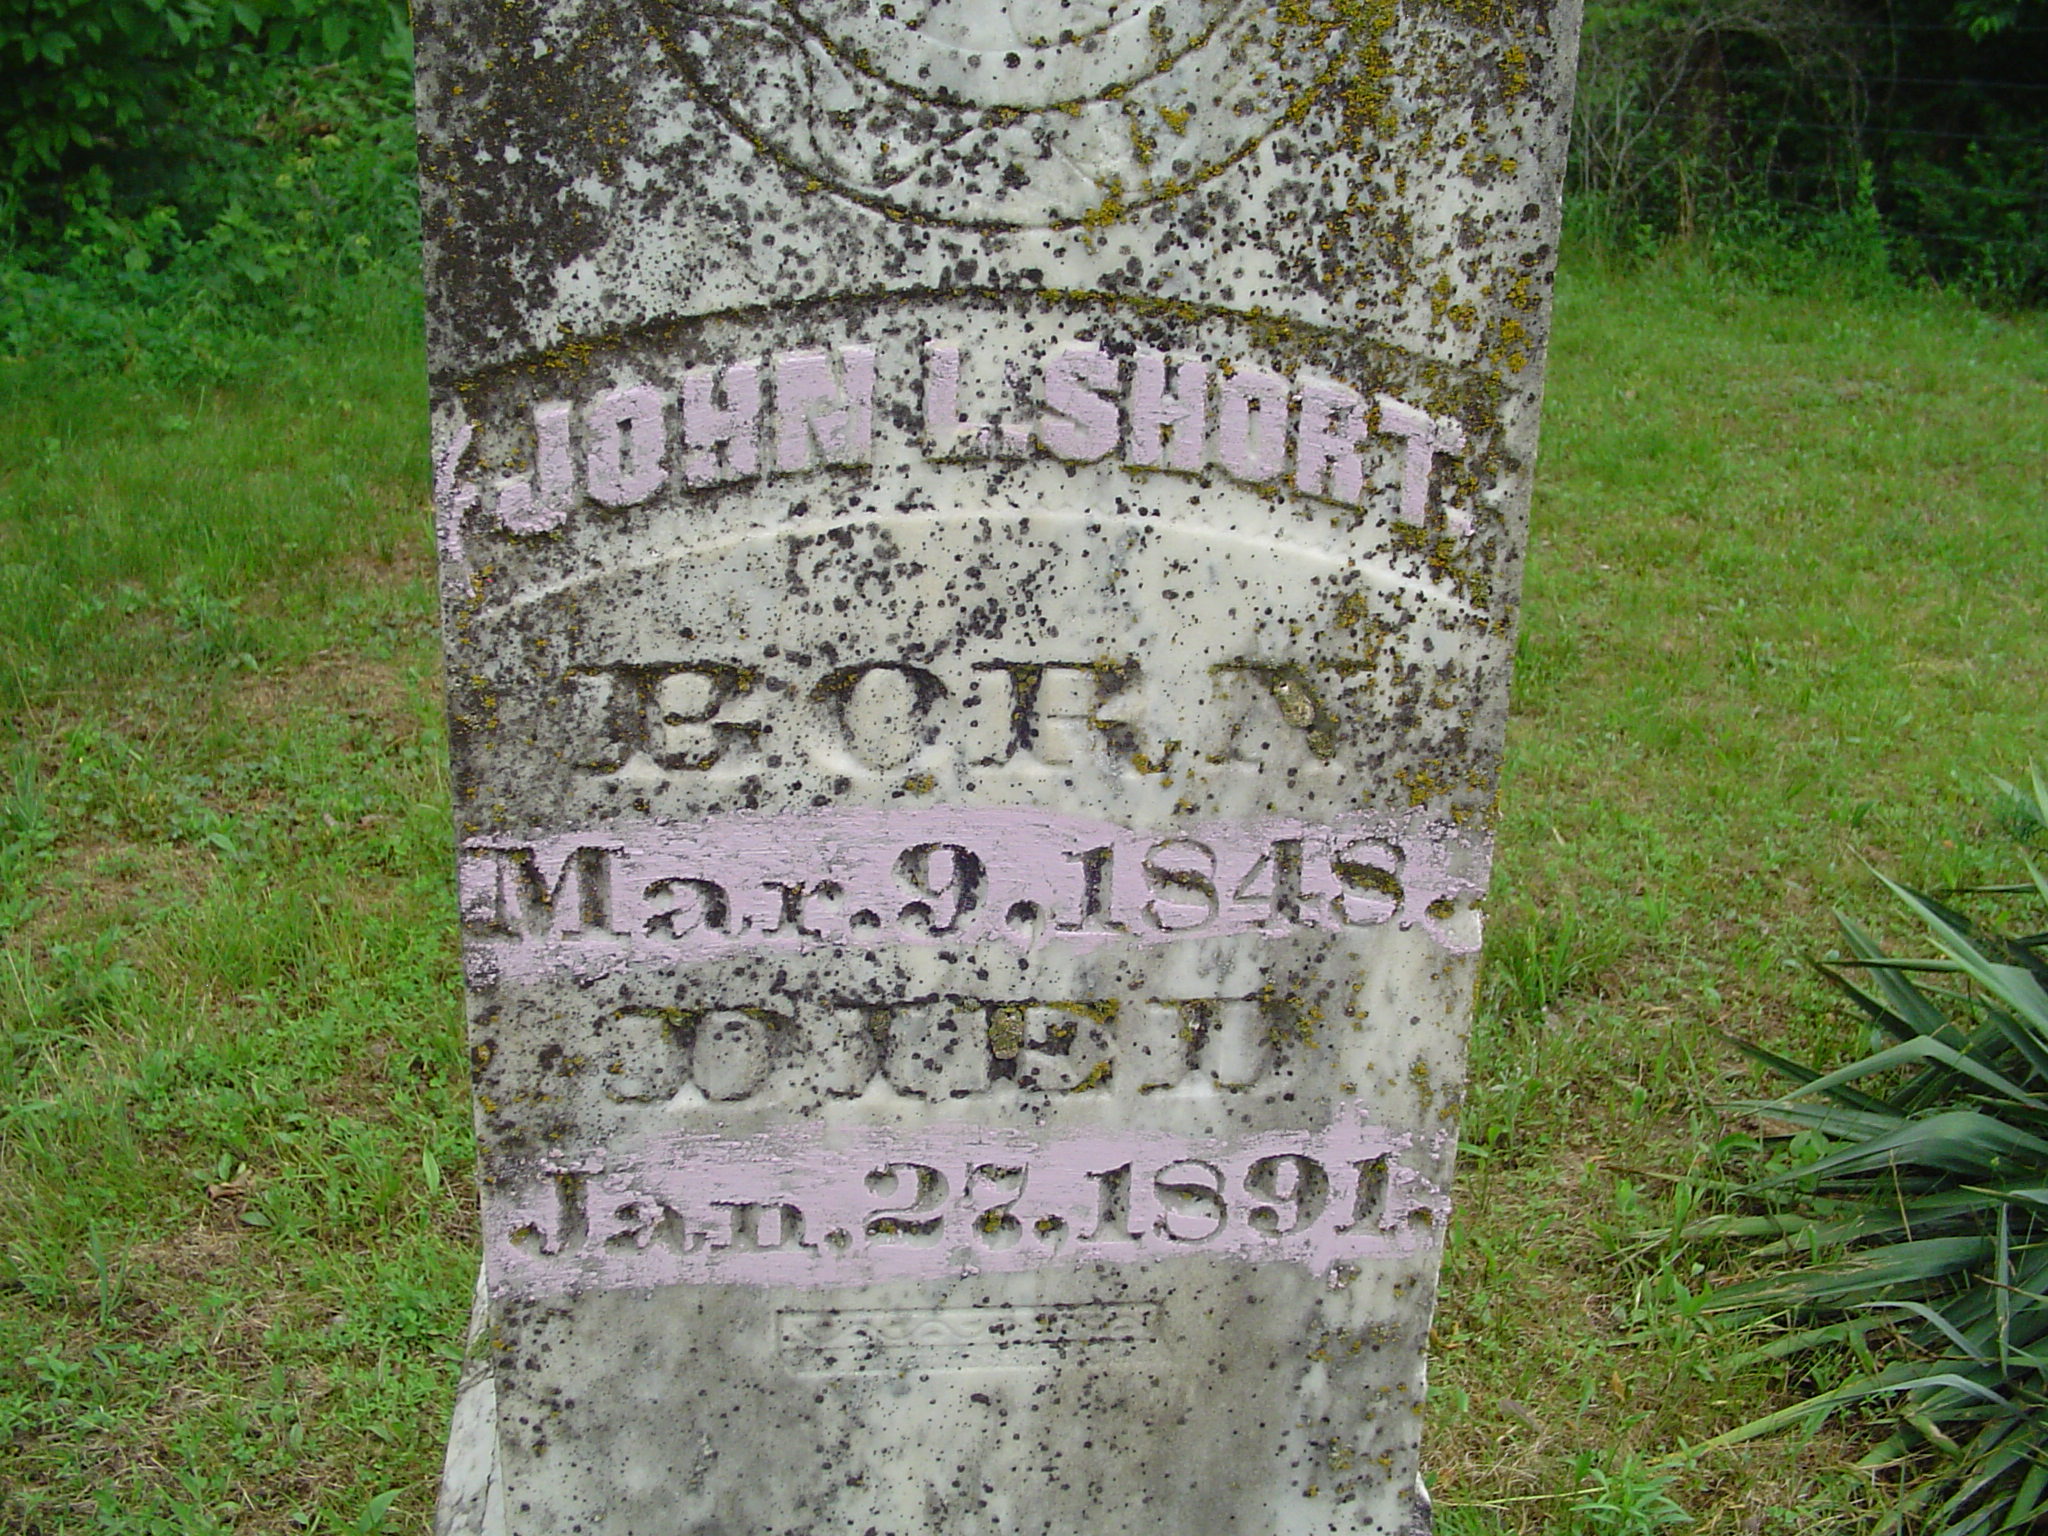 JOHN L. SHORT,
BORN
Mar. 9, 1848.
DIED
Jan. 27, 1891.